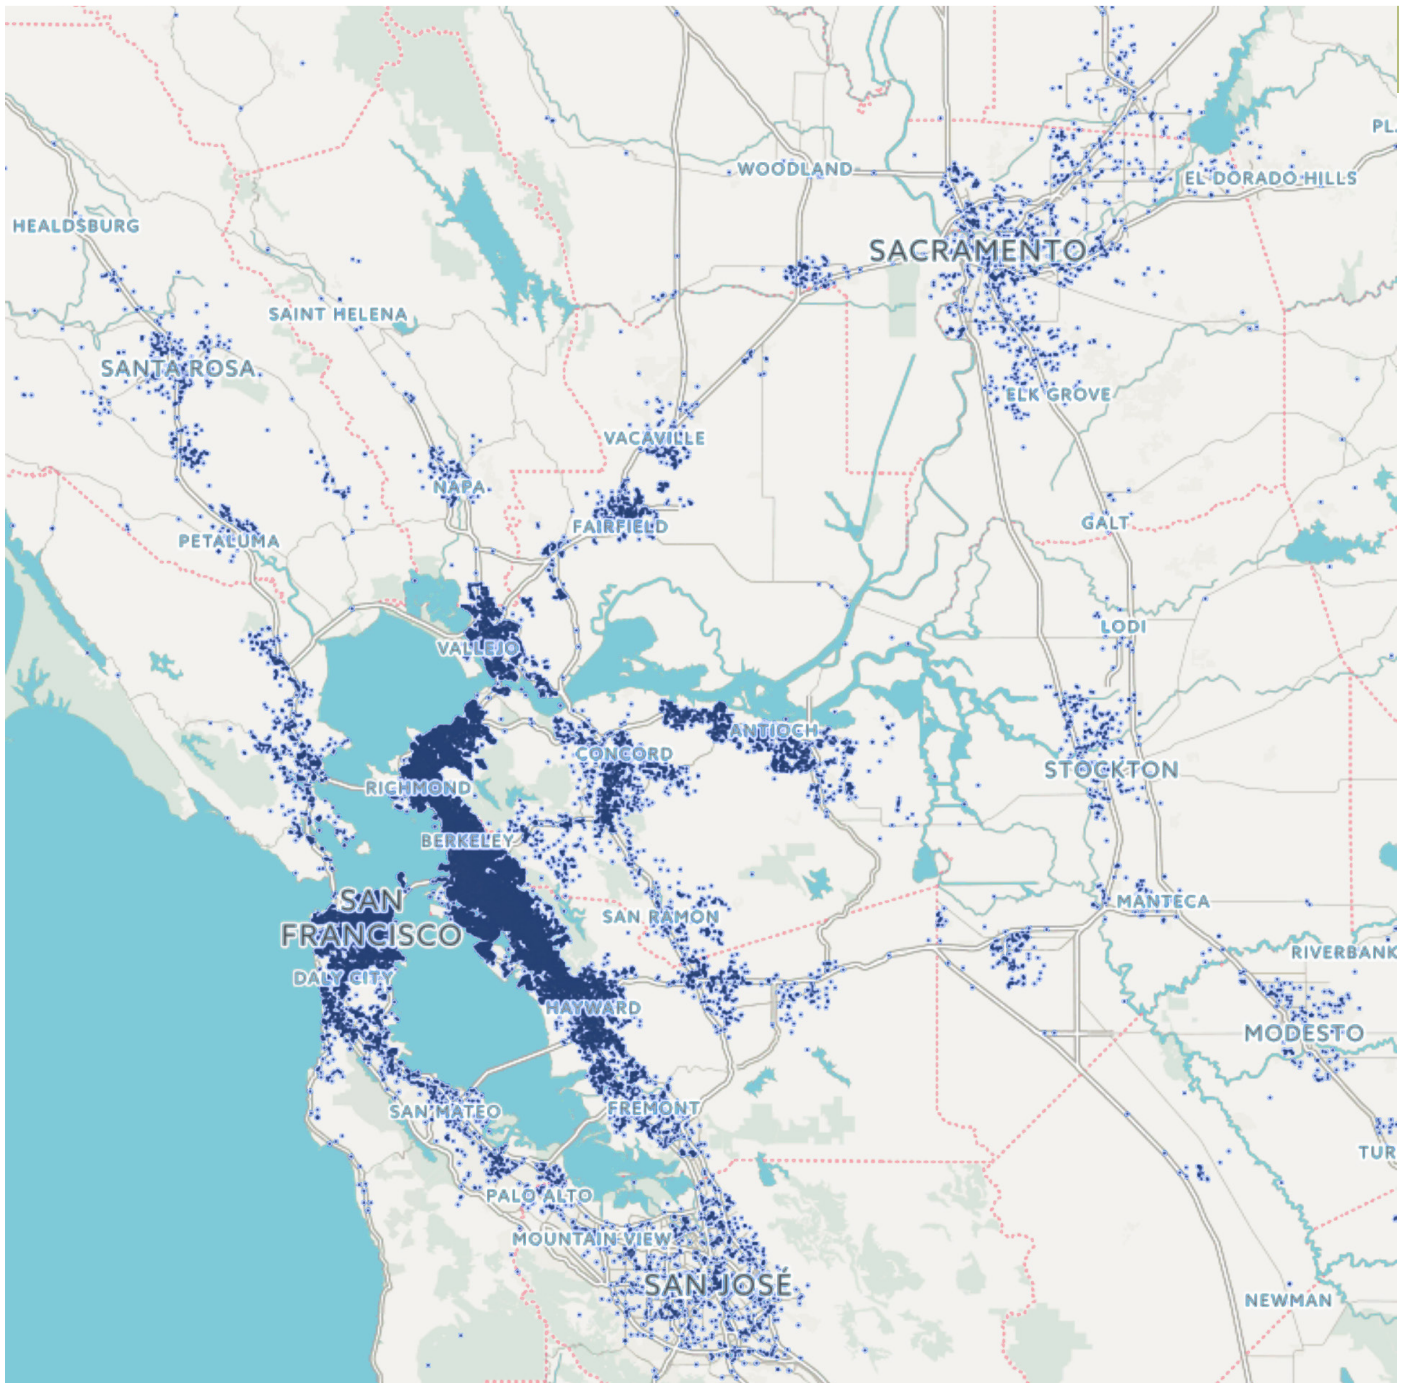 PL
WOODLAND
EL DORADO HILLS
HEALDSBURG
SACRAMENTO
SAINT HELENA
SANTA ROSA
ELK GROVE
VACAVILLE
NAPA
FAIRFIELD
GALT
PETALUMA
LODI
VALLEJO
ANTIOCH
CONCORD
STOCKTON
RICHMOND
BERKELEY
SAN
FRANCISCO
MANTECA
SAN RAMON
RIVERBANK
DALY CITY
HAYWARD
MODESTO
SAN MATEO
FREMONT
TUR
PALO ALTO
MOUNTAIN VIEW
SAN JOSÉ
NEWMAN